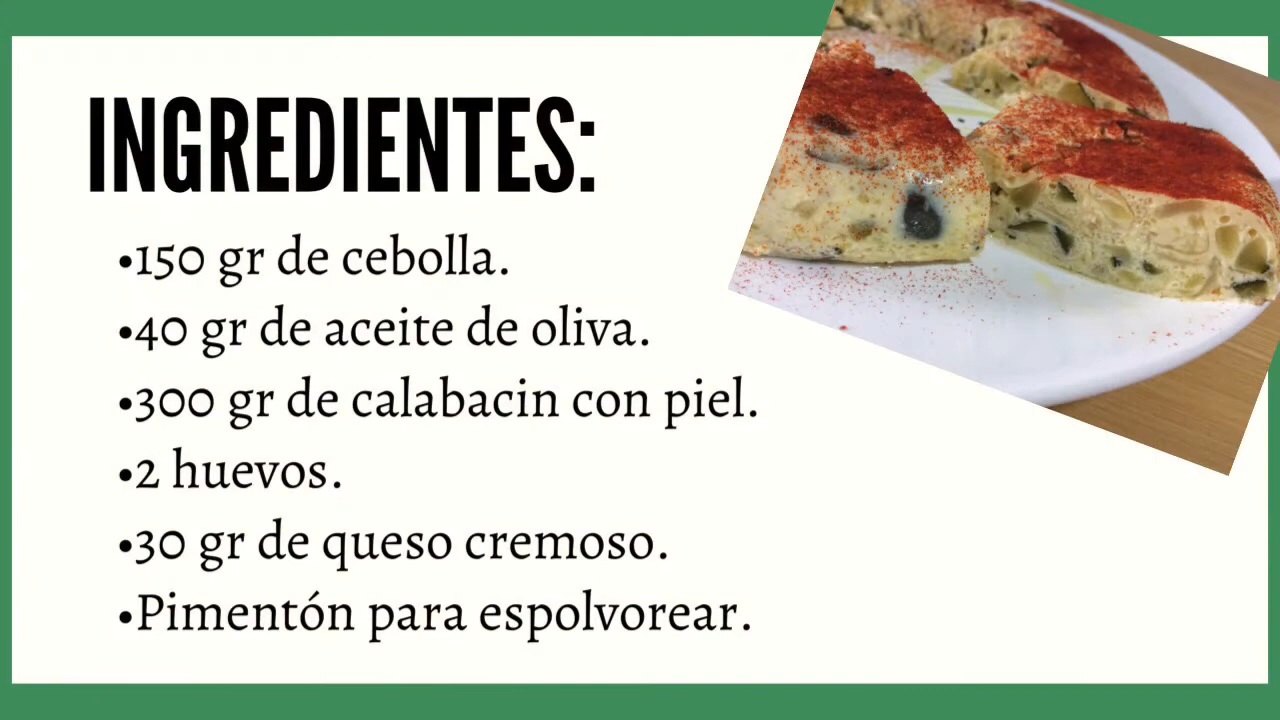 INGREDIENTES:
•150 gr de cebolla.
•40 gr de aceite de oliva.
•300 gr de calabacin con piel.
•2 huevos.
•30 gr de queso cremoso.
•Pimentón para espolvorear.